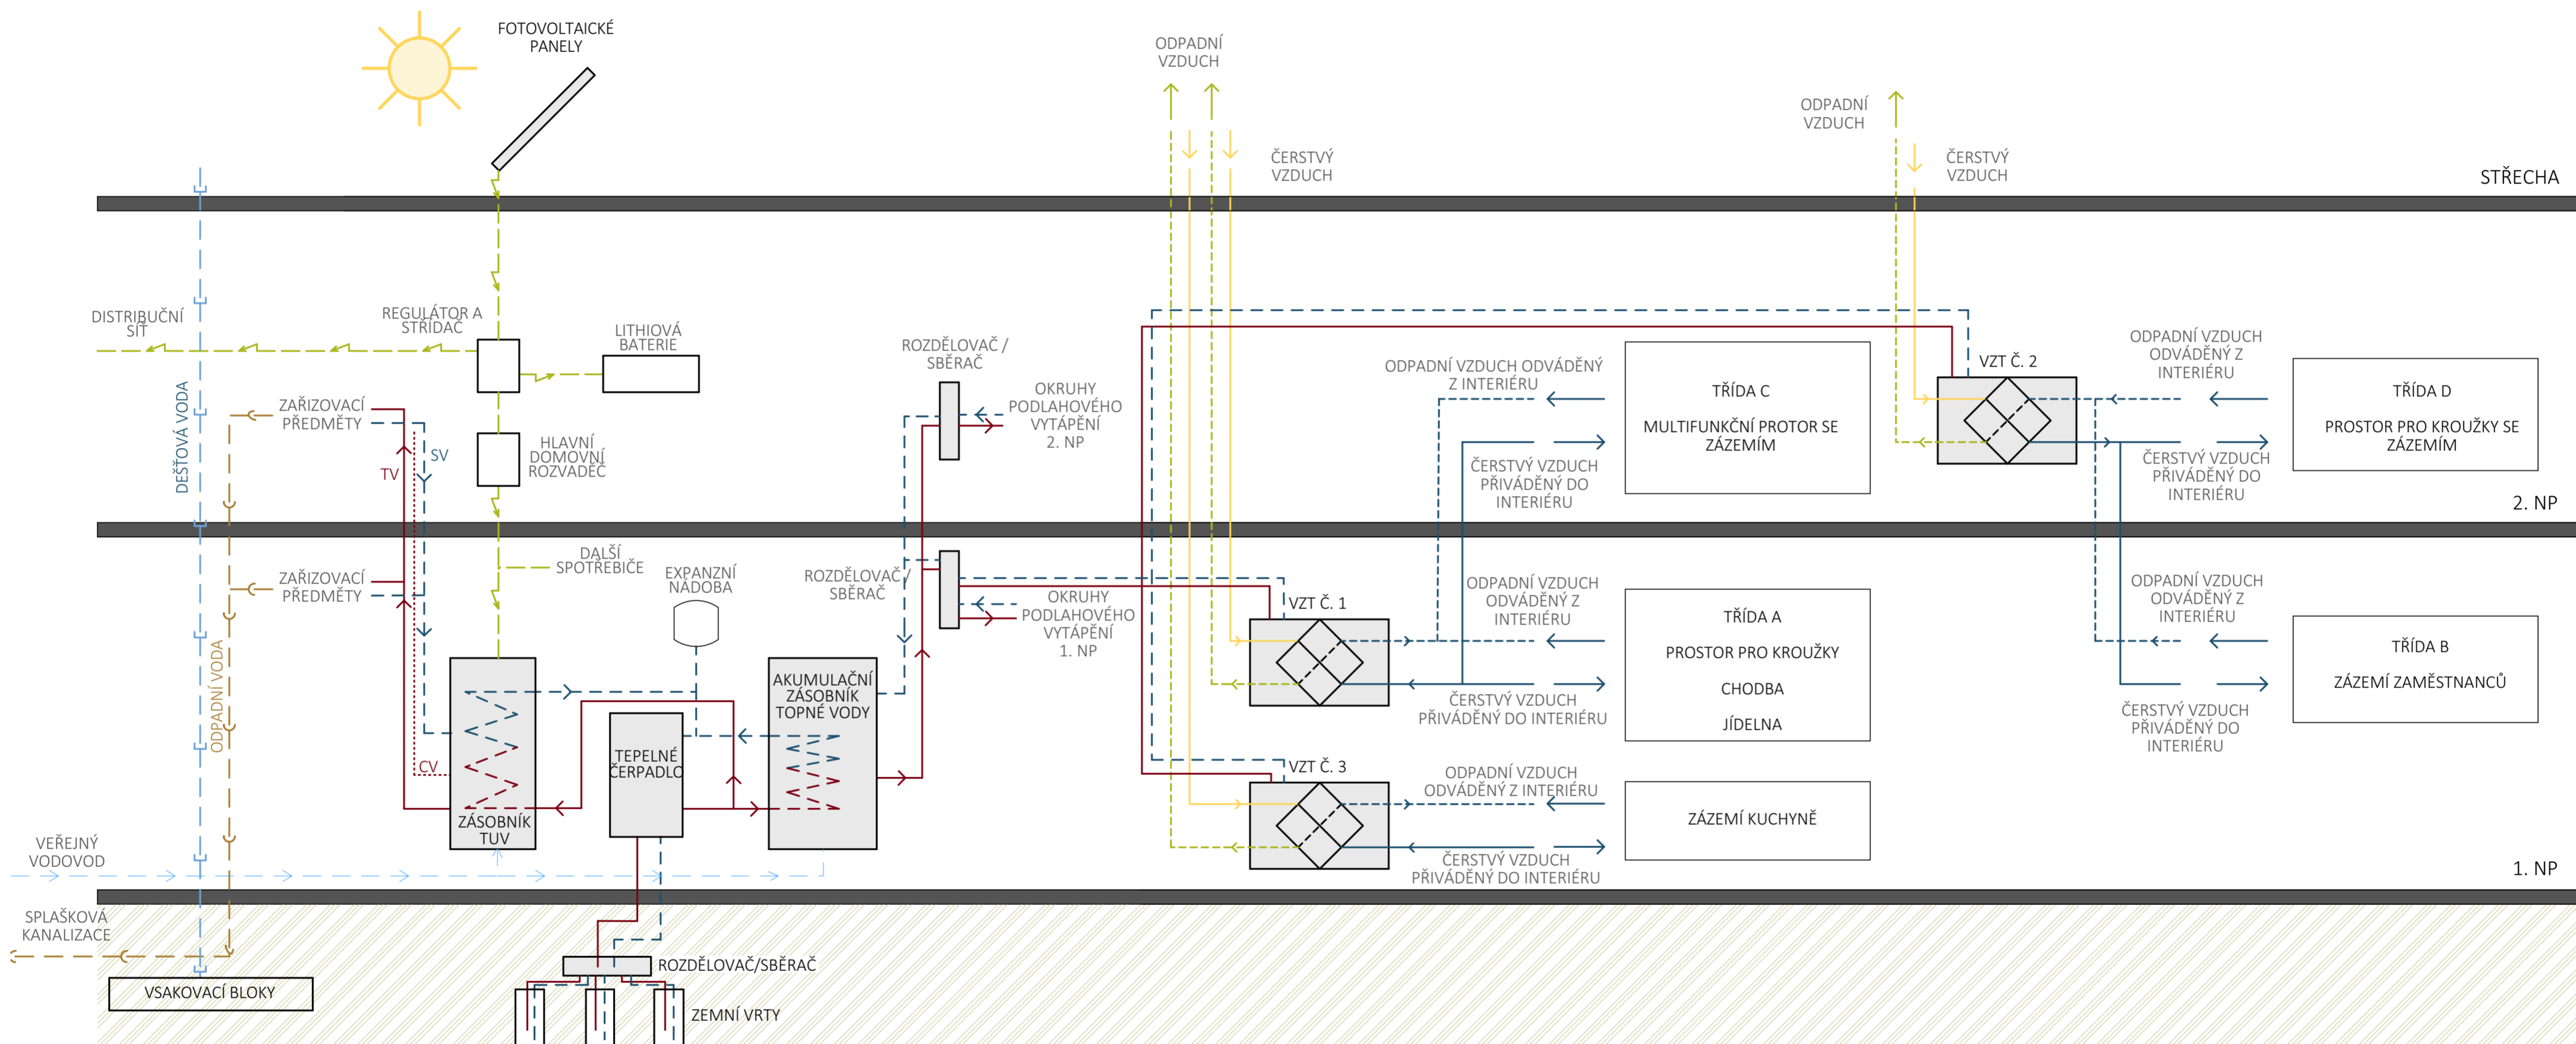 FOTOVOLTAICKÉ
PANELY
ODPADNÍ
VZDUCH
ČERSTVÝ
VZDUCH
ODPADNÍ
VZDUCH
ČERSTVÝ
VZDUCH
STŘECHA
DISTRIBUČNÍ
SÍŤ
REGULÁTOR A
STŘÍDAČ
LITHIOVÁ
BATERIE
HLAVNÍ
DOMOVNÍ
ROZVADĚČ
DEŠŤOVÁ VODA
ZAŘIZOVACÍ
PŘEDMĚTY
TV
SV
ROZDĚLOVAČ /
SBĚRAČ
OKRUHY
PODLAHOVÉHO
VYTÁPĚNÍ
2. NP
ODPADNÍ VZDUCH ODVÁDĚNÝ
Z INTERIÉRU
ČERSTVÝ VZDUCH
PŘIVÁDĚNÝ DO
INTERIÉRU
TŘÍDA C
MULTIFUNKČNÍ PROTOR SE
ZÁZEMÍM
VZT Č. 2
ODPADNÍ VZDUCH
ODVÁDĚNÝ Z
INTERIÉRU
ČERSTVÝ VZDUCH
PŘIVÁDĚNÝ DO
INTERIÉRU
TŘÍDA D
PROSTOR PRO KROUŽKY SE
ZÁZEMÍM
2. NP
ZAŘIZOVACÍ
PŘEDMĚTY
ODPADNÍ VODA
CV
DALŠÍ
SPOTŘEBIČE
EXPANZNÍ
NÁDOBA
ROZDĚLOVAČ /
SBĚRAČ
OKRUHY
PODLAHOVÉHO
VYTÁPĚNÍ
1. NP
ZÁSOBNÍK
TUV
TEPELNÉ
ČERPADLO
AKUMULAČNÍ
ZÁSOBNÍK
TOPNÉ VODY
VZT Č. 1
ODPADNÍ VZDUCH
ODVÁDĚNÝ Z
INTERIÉRU
ČERSTVÝ VZDUCH
PŘIVÁDĚNÝ DO INTERIÉRU
TŘÍDA A
PROSTOR PRO KROUŽKY
CHODBA
JÍDELNA
ODPADNÍ VZDUCH
ODVÁDĚNÝ Z
INTERIÉRU
ČERSTVÝ VZDUCH
PŘIVÁDĚNÝ DO
INTERIÉRU
TŘÍDA B
ZÁZEMÍ ZAMĚSTNANCŮ
VZT Č. 3
ODPADNÍ VZDUCH
ODVÁDĚNÝ Z INTERIÉRU
ČERSTVÝ VZDUCH
PŘIVÁDĚNÝ DO INTERIÉRU
ZÁZEMÍ KUCHYNĚ
1. NP
VEŘEJNÝ
VODOVOD
SPLAŠKOVÁ
KANALIZACE
VSAKOVACÍ BLOKY
ROZDĚLOVAČ/SBĚRAČ
ZEMNÍ VRTY